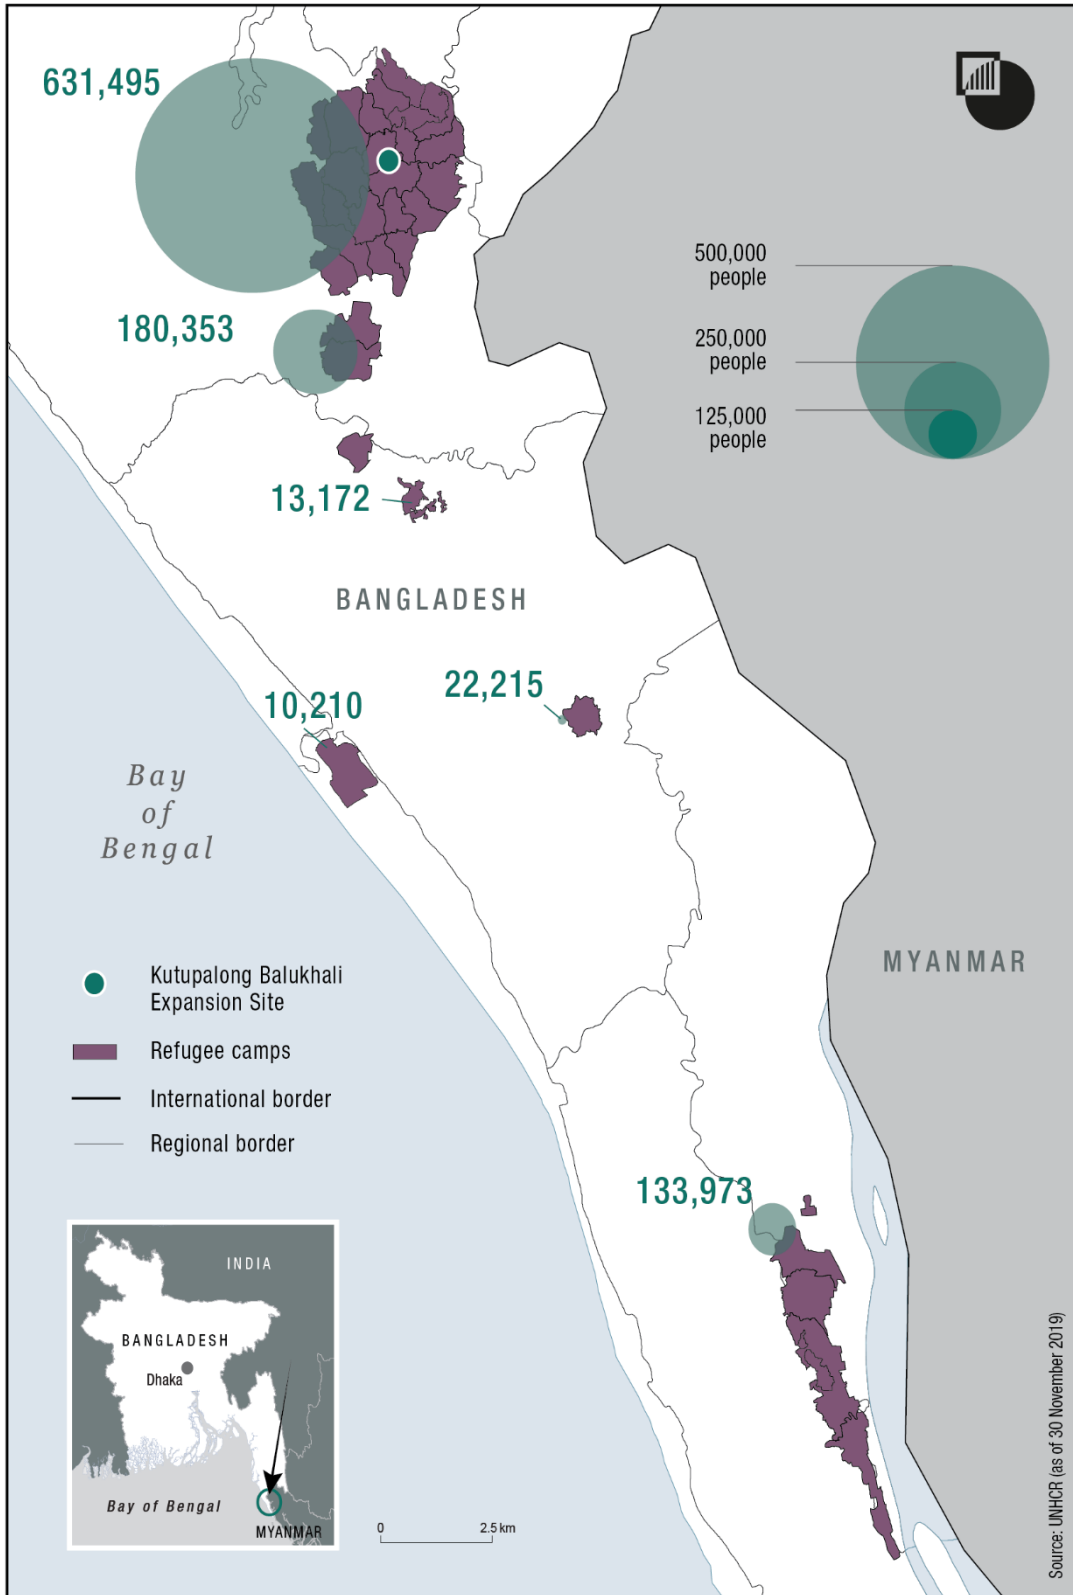 631,495
180,353
13,172
BANGLADESH
22,215
10,210
Bay
of
Bengal
500,000
people
250,000
people
125,000
people
MYANMAR
Kutupalong Balukhali
Expansion Site
Refugee camps
International border
Regional border
133,973
INDIA
BANGLADESH
Dhaka
Bay of Bengal
MYANMAR
0 2.5 km
Source: UNHCR (as of 30 November 2019)